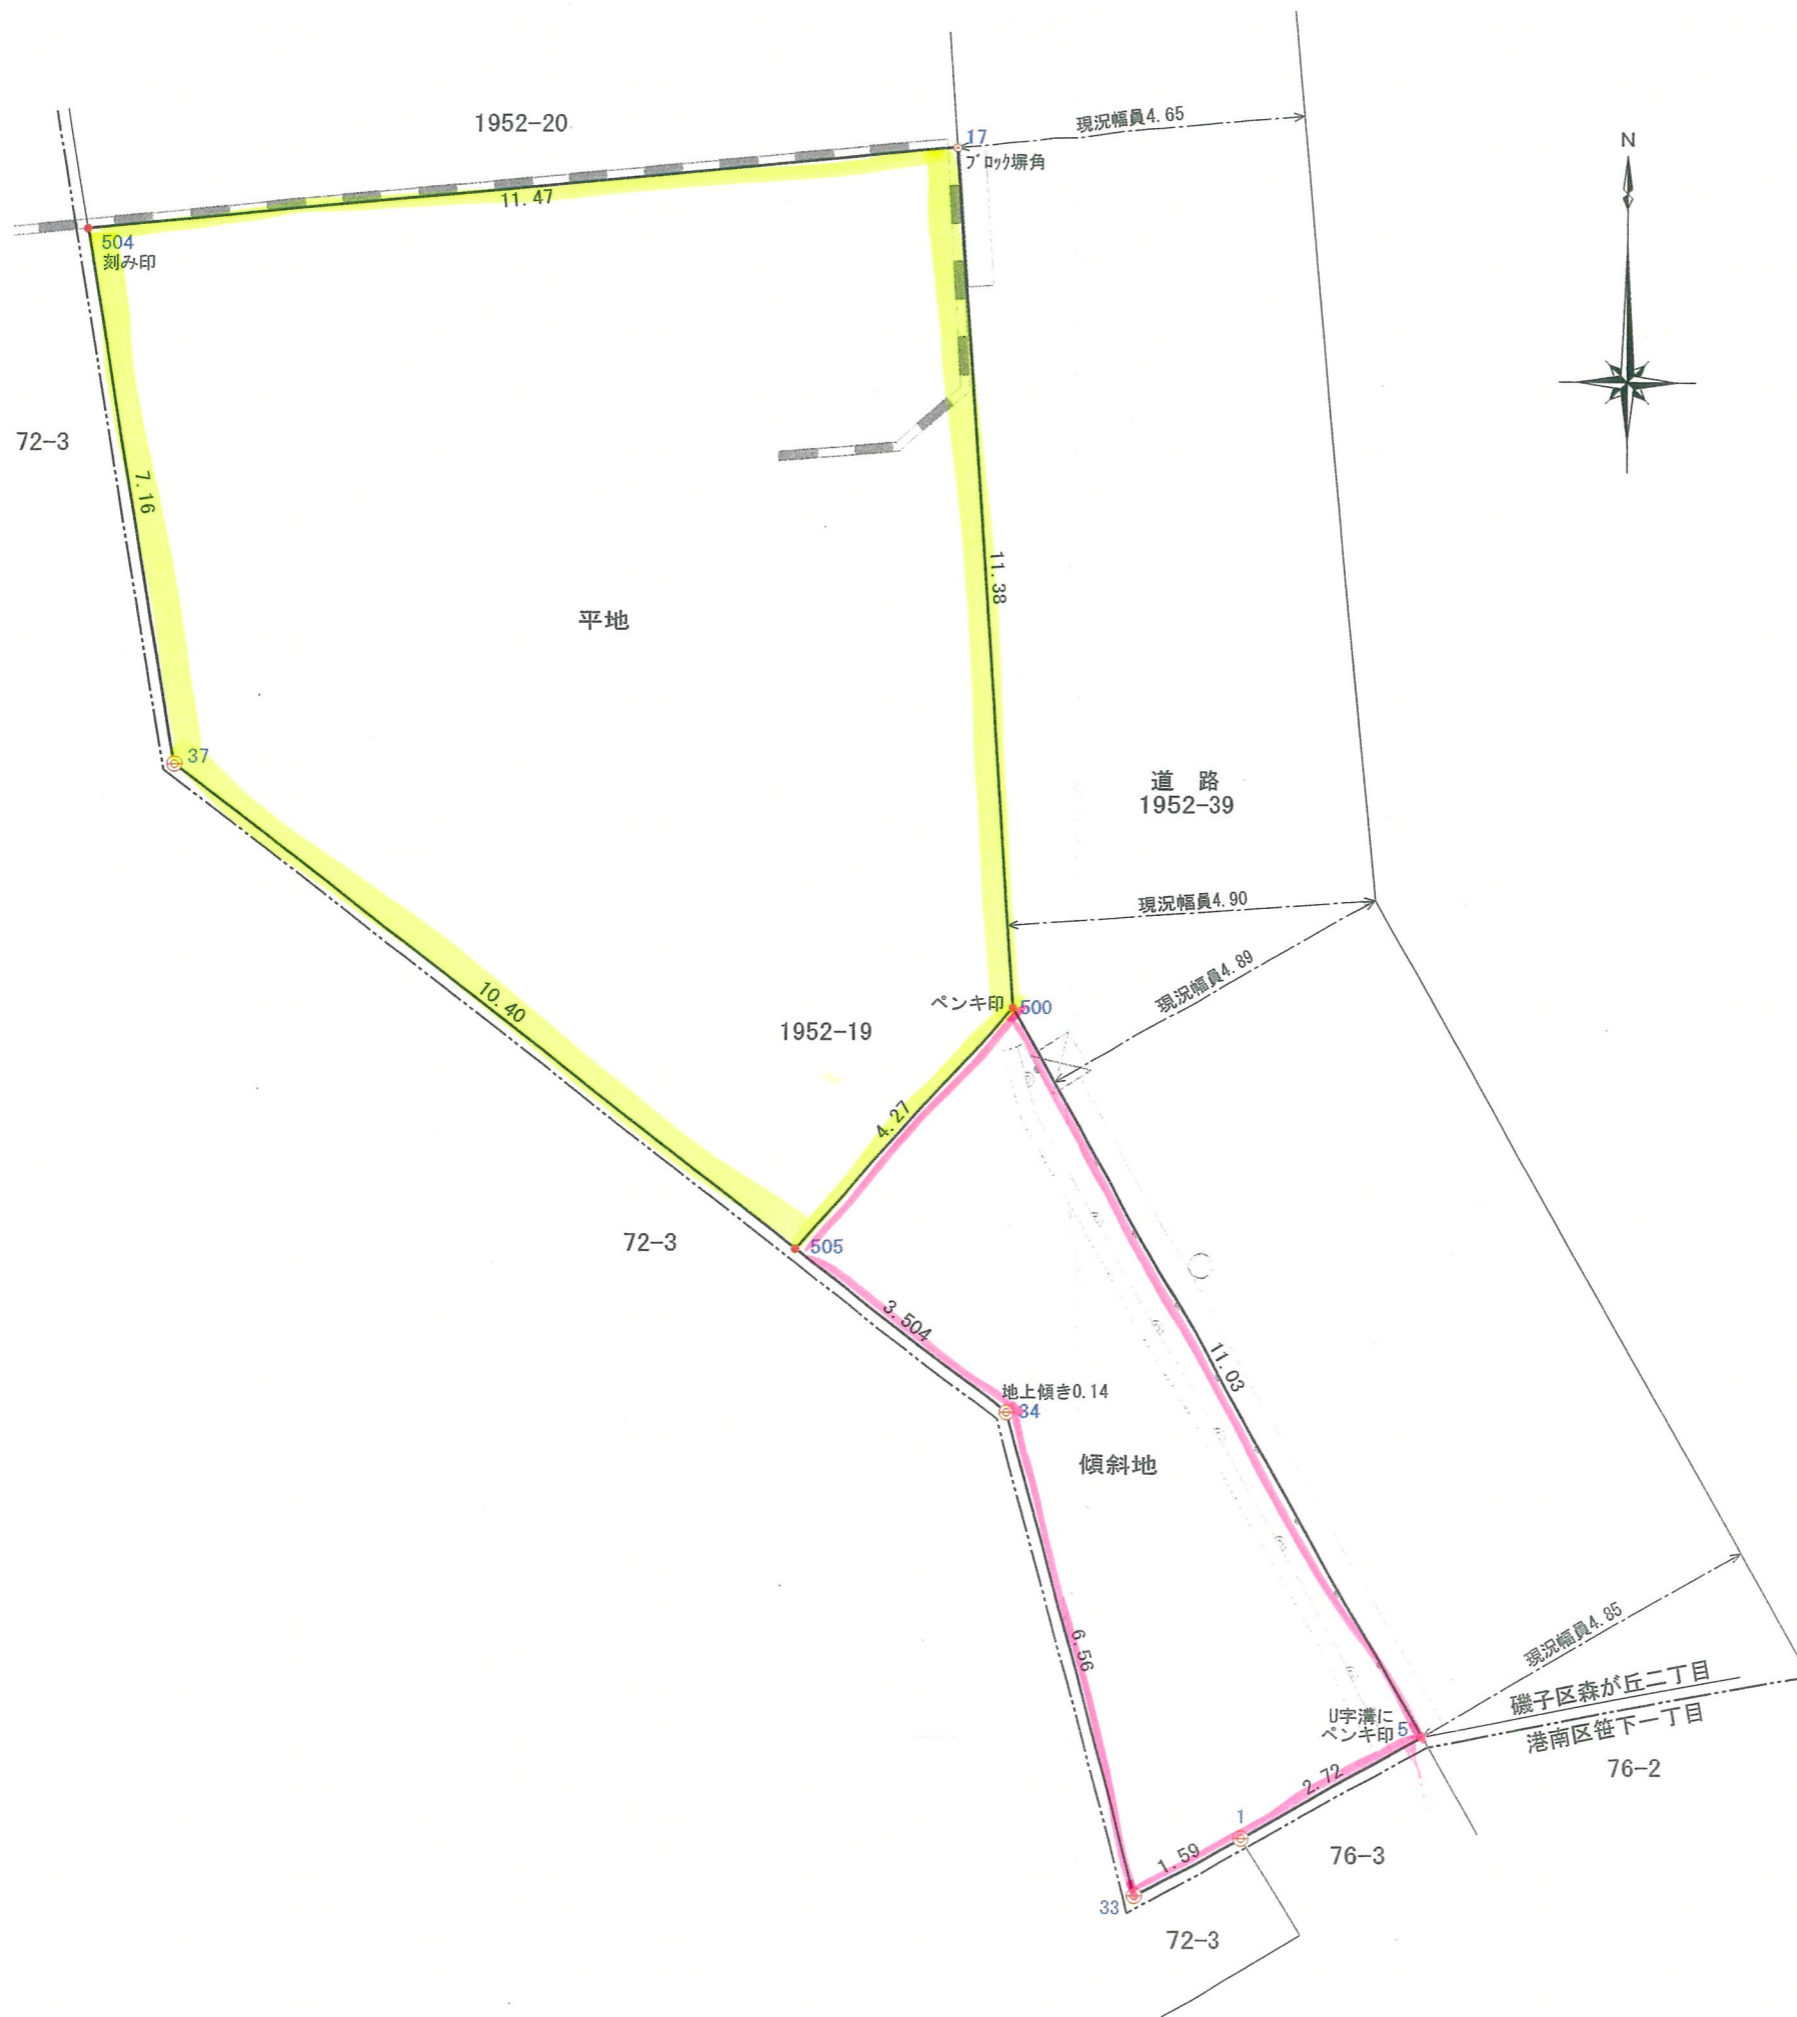 1952-20
現況幅員4.65
17
ブロック塀角
N
11.47
504
刻み印
72-3
7.16
11.38
平地
37
道 路
1952-39
現況幅員4.90
現況幅員4.89
10.40
ペンキ印
500
1952-19
4.27
72-3
505
3.504
11.03
地上傾き0.14
34
傾斜地
6.56
現況幅員4.85
磯子区森が丘二丁目
U字溝に
ペンキ印
5
港南区笹下一丁目
76-2
2.72
1
76-3
1.59
33
72-3